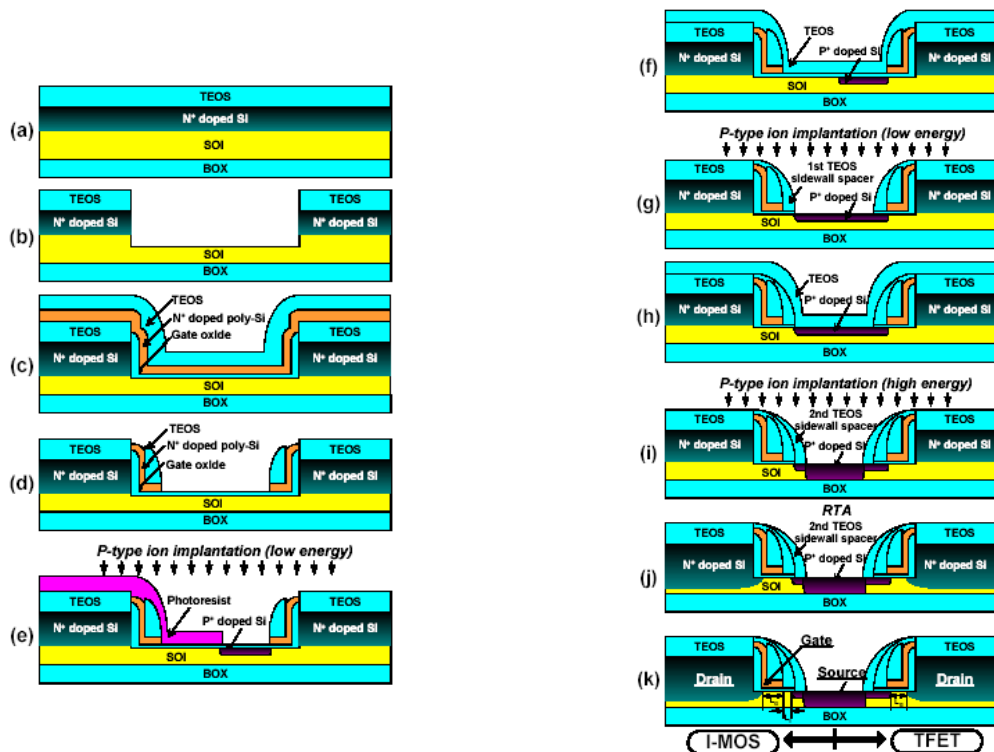 (a)
TEOS
N⁺ doped Si
SOI
BOX
(b)
TEOS
TEOS
N⁺ doped Si
N⁺ doped Si
SOI
BOX
(c)
TEOS
N⁺ doped poly-Si
Gate oxide
TEOS
TEOS
N⁺ doped Si
N⁺ doped Si
SOI
BOX
(d)
TEOS
N⁺ doped poly-Si
Gate oxide
TEOS
TEOS
N⁺ doped Si
N⁺ doped Si
SOI
BOX
P-type ion implantation (low energy)
(e)
TEOS
TEOS
Photoresist
P⁺ doped Si
N⁺ doped Si
N⁺ doped Si
SOI
BOX
(f)
TEOS
TEOS
TEOS
P⁺ doped Si
N⁺ doped Si
N⁺ doped Si
SOI
BOX
P-type ion implantation (low energy)
(g)
TEOS
TEOS
1st TEOS
sidewall spacer
P⁺ doped Si
N⁺ doped Si
N⁺ doped Si
SOI
BOX
(h)
TEOS
TEOS
TEOS
P⁺ doped Si
N⁺ doped Si
N⁺ doped Si
SOI
BOX
P-type ion implantation (high energy)
(i)
TEOS
TEOS
2nd TEOS
sidewall spacer
P⁺ doped Si
N⁺ doped Si
N⁺ doped Si
SOI
BOX
RTA
(j)
TEOS
TEOS
2nd TEOS
sidewall spacer
P⁺ doped Si
N⁺ doped Si
N⁺ doped Si
SOI
BOX
(k)
TEOS
TEOS
Gate
Source
Drain
Drain
BOX
I-MOS
TFET